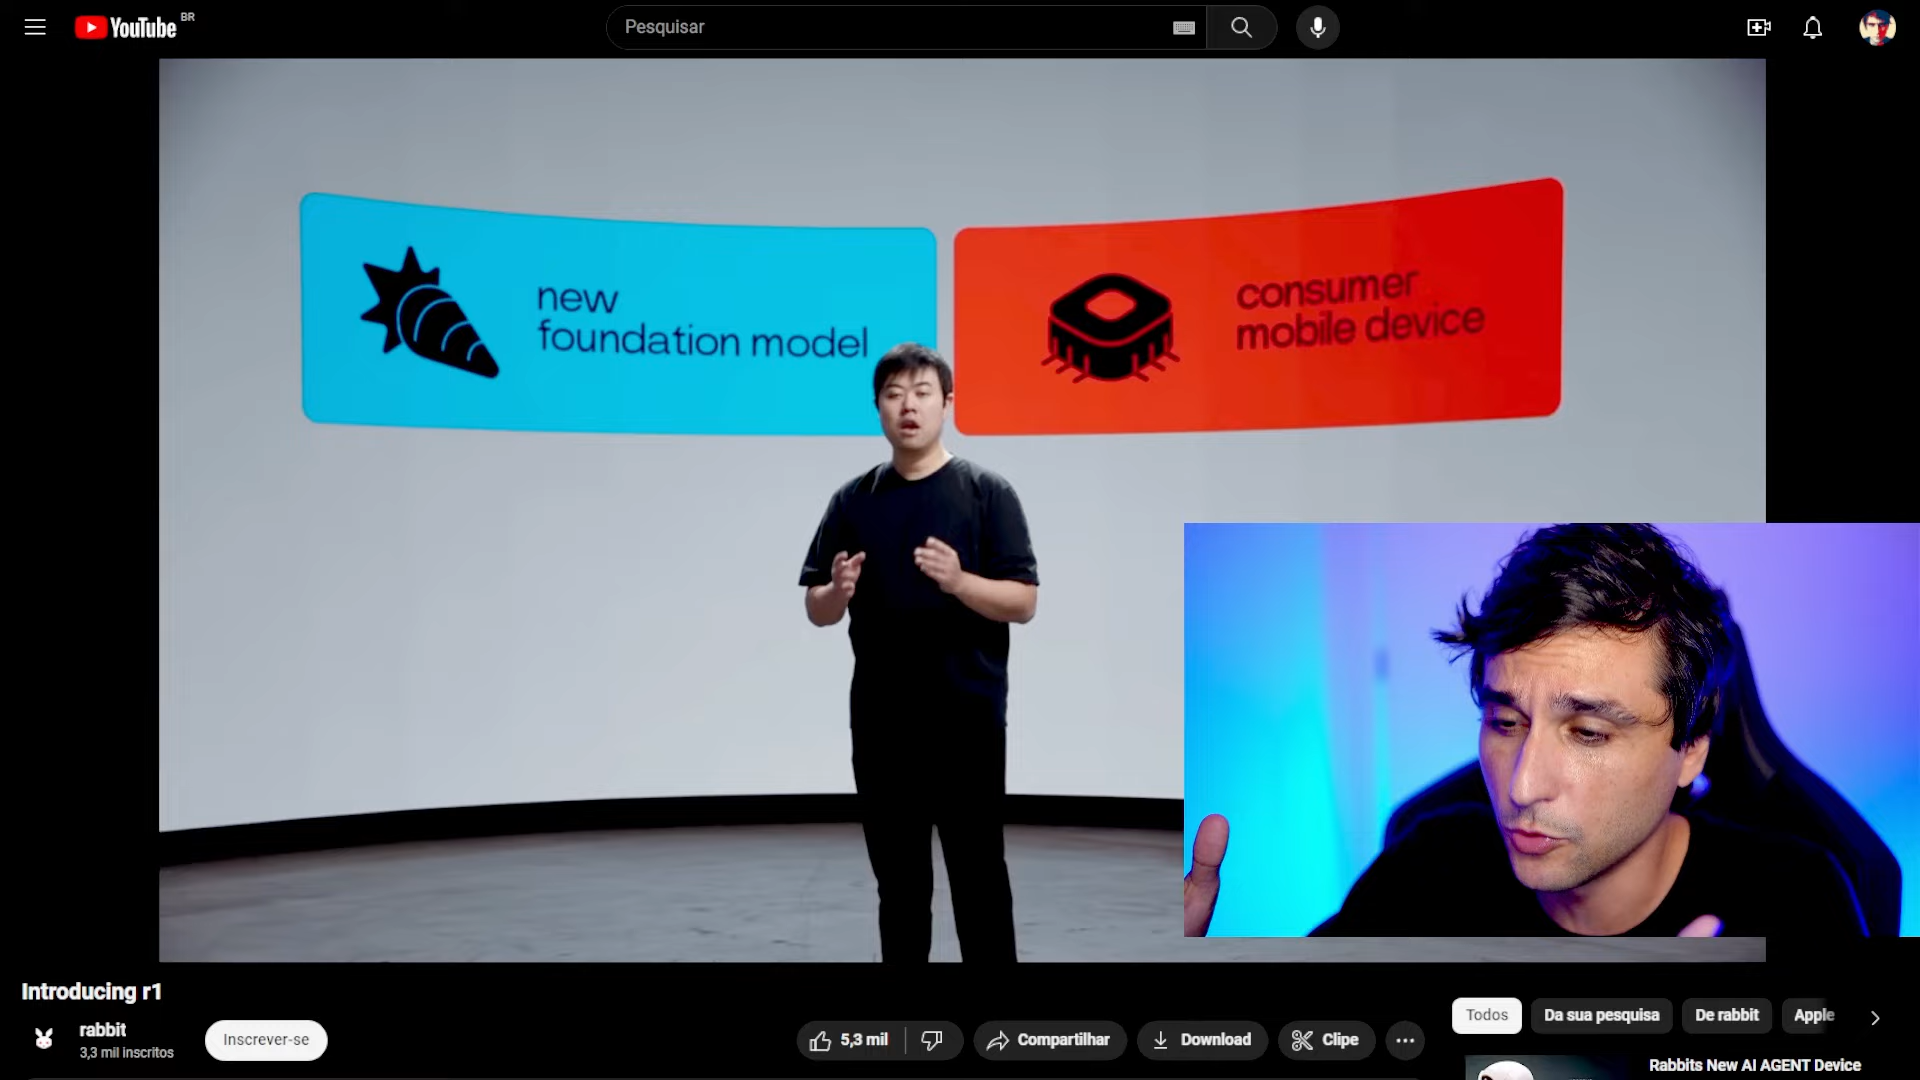 YouTube BR
Pesquisar
new
foundation model
consumer
mobile device
Introducing r1
rabbit
3,3 mil inscritos
Inscrever-se
5,3 mil
Compartilhar
Download
Clipe
Todos
Da sua pesquisa
De rabbit
Apple
Rabbits New AI AGENT Device